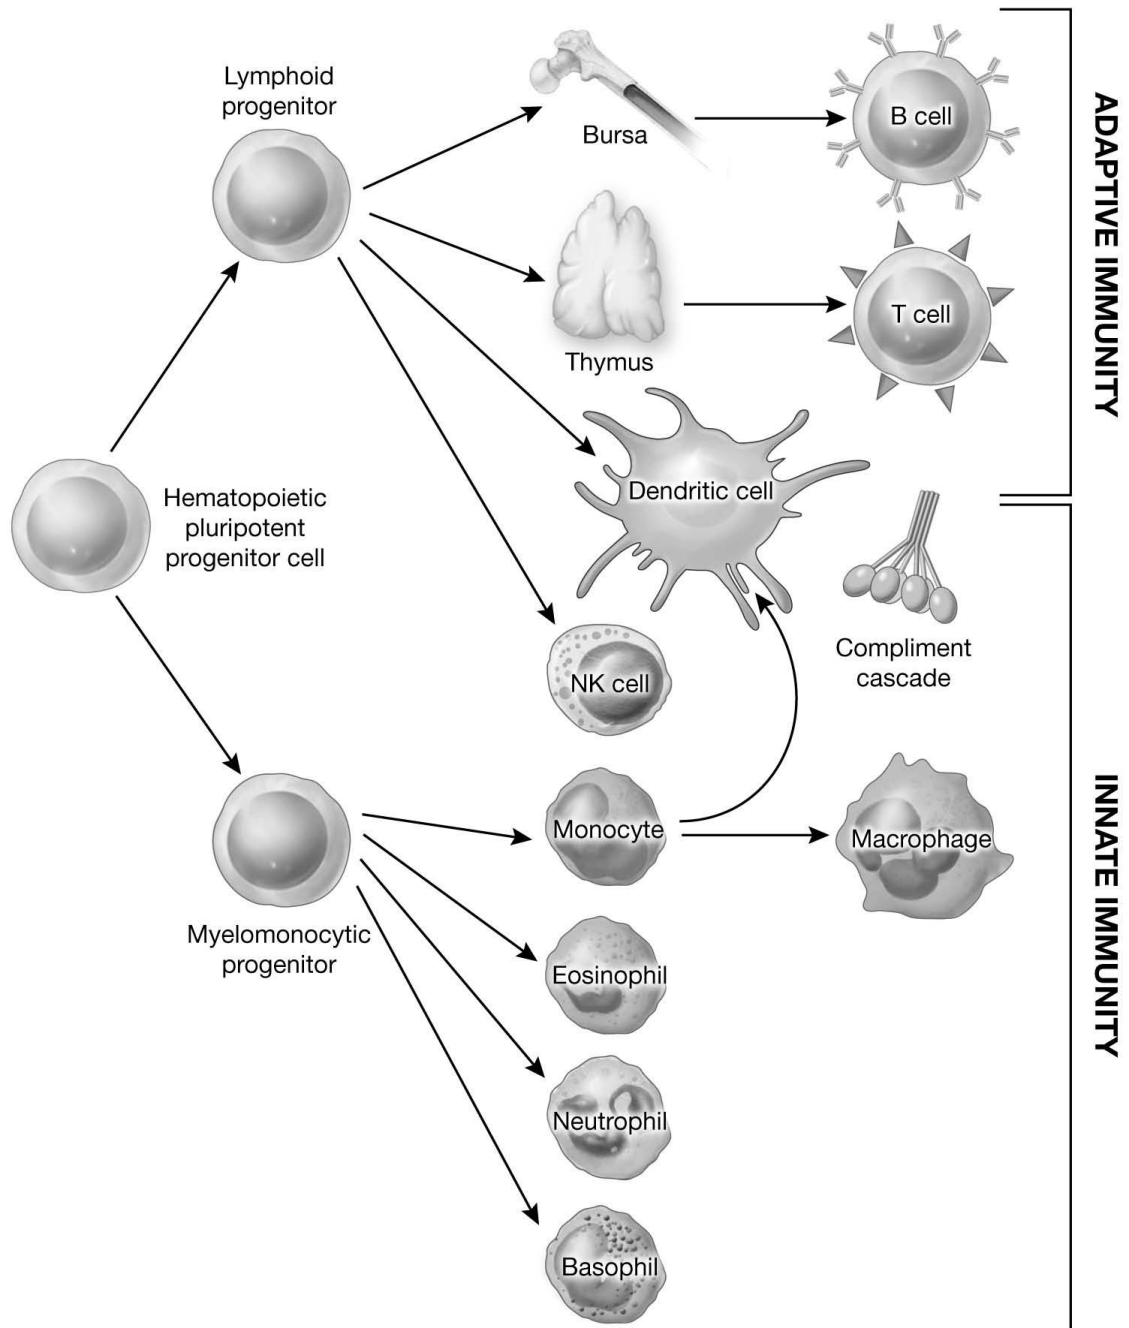 Lymphoid
progenitor
Bursa
B cell
Thymus
T cell
ADAPTIVE IMMUNITY
Hematopoietic
pluripotent
progenitor cell
Dendritic cell
Compliment
cascade
NK cell
Myelomonocytic
progenitor
Monocyte
Macrophage
Eosinophil
Neutrophil
Basophil
INNATE IMMUNITY